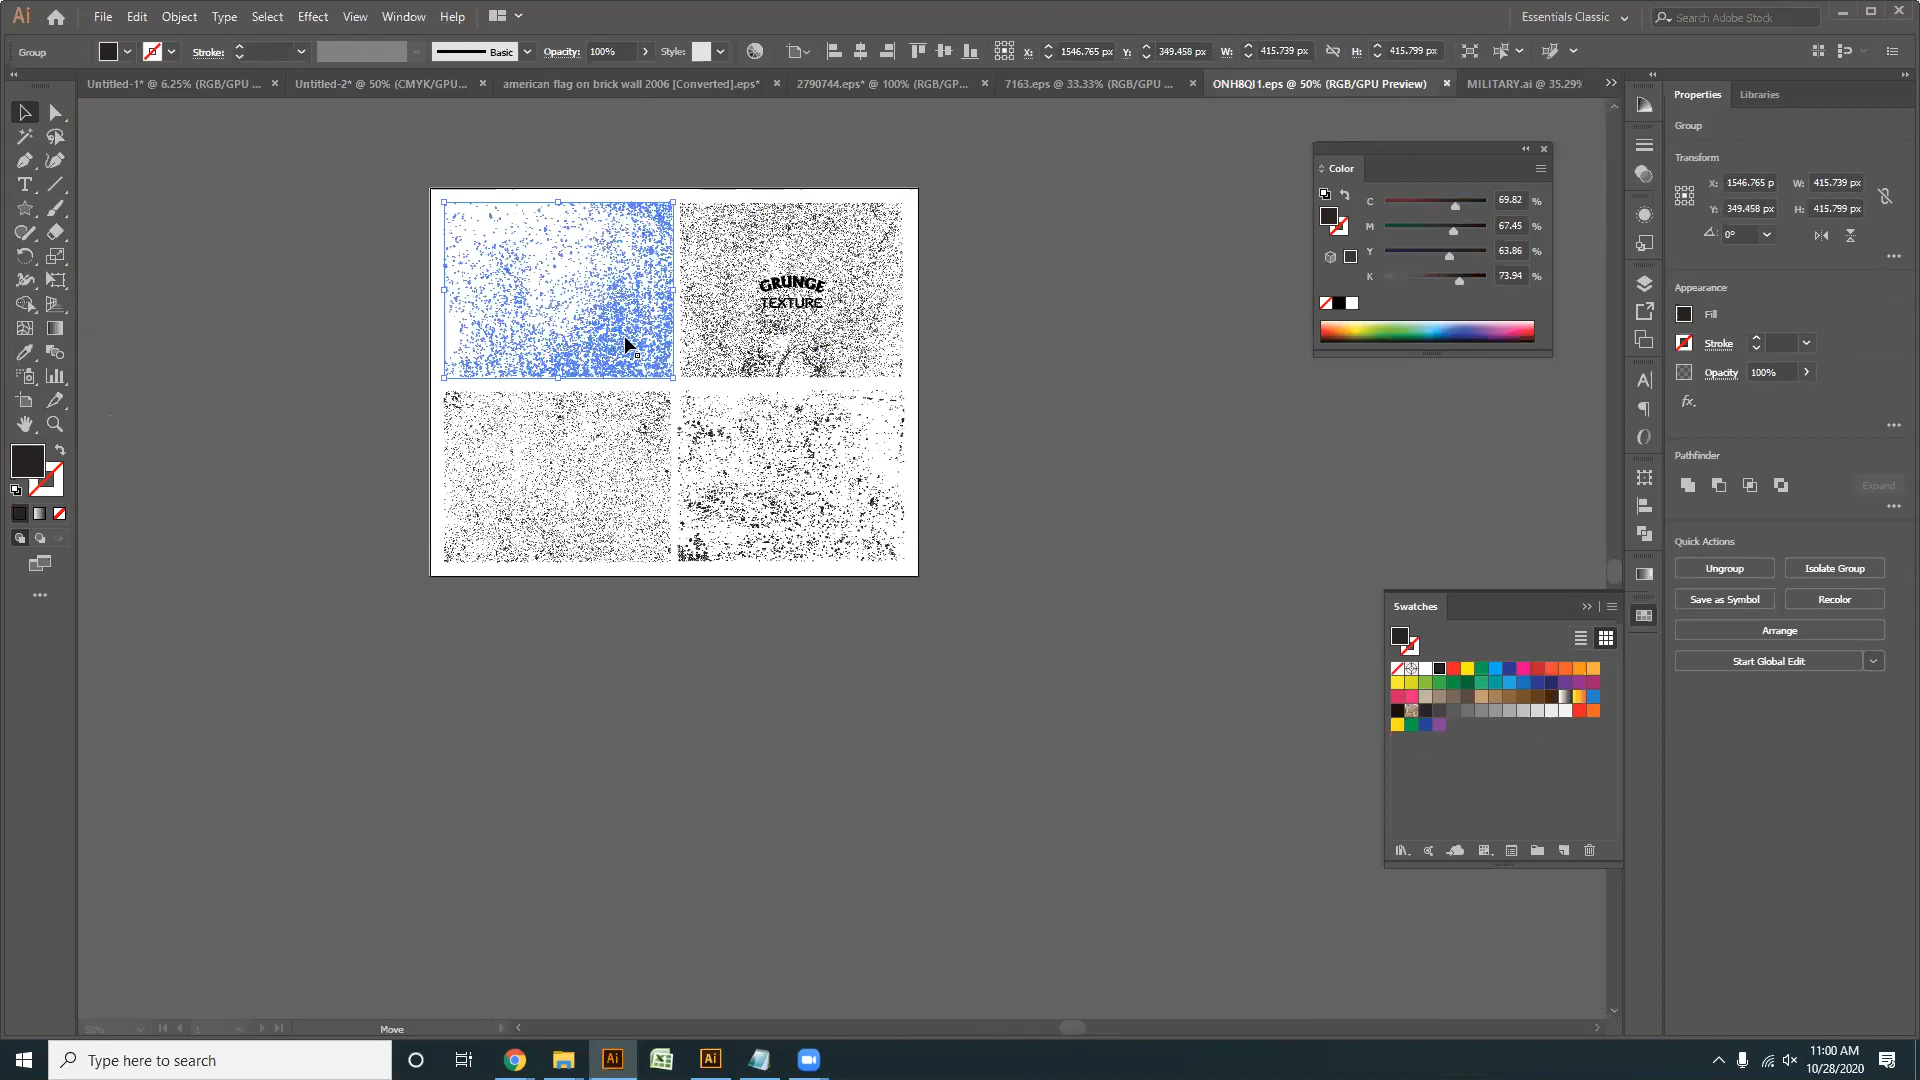 Ai File Edit Object Type Select Effect View Window Help Essentials Classic Search Adobe Stock
Group Stroke: Basic Opacity: 100% Style: X: 1546.765 px Y: 349.458 px W: 415.739 px H: 415.799 px
Untitled-1* @ 6.25% (RGB/GPU ... Untitled-2* @ 50% (CMYK/GPU... american flag on brick wall 2006 [Converted].eps* 2790744.eps* @ 100% (RGB/GP... 7163.eps @ 33.33% (RGB/GPU ... ONH8QI1.eps @ 50% (RGB/GPU Preview) MILITARY.ai @ 35.29%
GRUNGE
TEXTURE
Color
C 69.82 %
M 67.45 %
Y 63.86 %
K 73.94 %
Swatches
Properties Libraries
Group
Transform
X: 1546.765 p W: 415.739 px
Y: 349.458 px H: 415.799 px
0°
Appearance
Fill
Stroke
Opacity 100%
fx.
Pathfinder
Expand
Quick Actions
Ungroup Isolate Group
Save as Symbol Recolor
Arrange
Start Global Edit
50% 1 Move
Type here to search
Ai Ai
11:00 AM
10/28/2020